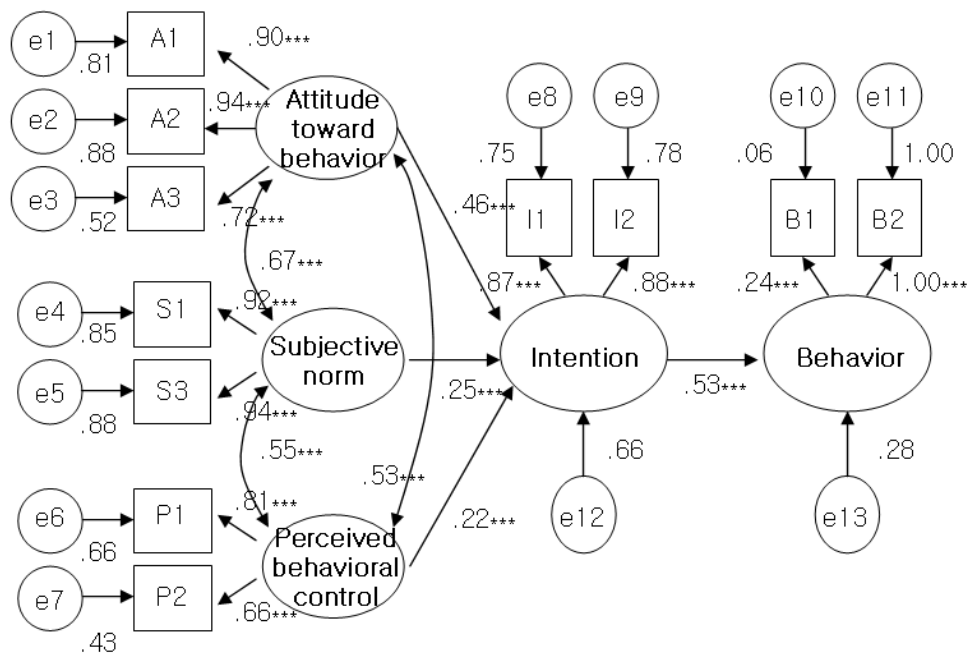 e1
.81
A1
.90***
e2
.88
A2
.94***
Attitude
toward
behavior
e3
.52
A3
.72***
.67***
e4
.85
S1
.92***
Subjective
norm
e5
.88
S3
.94***
.55***
.53***
e6
.66
P1
.81***
Perceived
behavioral
control
e7
.43
P2
.66***
.46***
.25***
.22***
e8
e9
.75
.78
I1
I2
.87***
.88***
Intention
.66
e12
.53***
e10
e11
.06
1.00
B1
B2
.24***
1.00***
Behavior
.28
e13